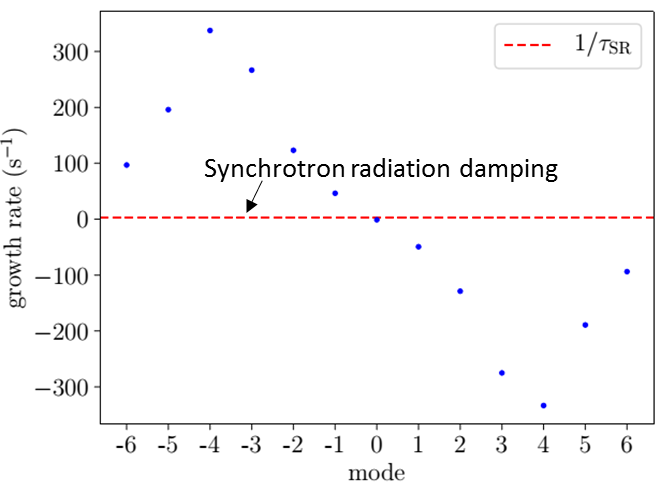 1/τSR
300
200
100
0
−100
−200
−300
Synchrotron radiation damping
growth rate (s⁻¹)
-6 -5 -4 -3 -2 -1 0 1 2 3 4 5 6
mode